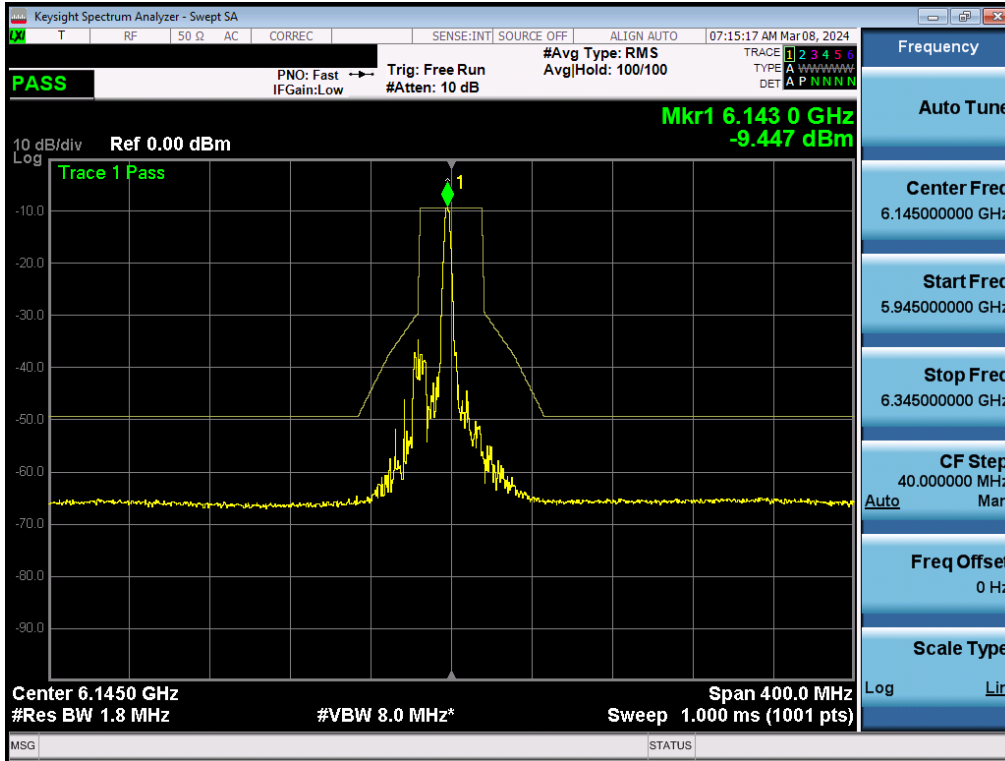 Keysight Spectrum Analyzer - Swept SA
LXI T RF 50 Ω AC CORREC SENSE:INT SOURCE OFF ALIGN AUTO 07:15:17 AM Mar 08, 2024
PASS
PNO: Fast
IFGain:Low
Trig: Free Run
#Atten: 10 dB
#Avg Type: RMS
Avg|Hold: 100/100
TRACE 1 2 3 4 5 6
TYPE A WWWWW
DET A P N N N N
Mkr1 6.143 0 GHz
-9.447 dBm
10 dB/div Ref 0.00 dBm
Log
Trace 1 Pass
1
-10.0
-20.0
-30.0
-40.0
-50.0
-60.0
-70.0
-80.0
-90.0
Center 6.1450 GHz Span 400.0 MHz
#Res BW 1.8 MHz #VBW 8.0 MHz* Sweep 1.000 ms (1001 pts)
MSG STATUS
Frequency
Auto Tune
Center Freq
6.145000000 GHz
Start Freq
5.945000000 GHz
Stop Freq
6.345000000 GHz
CF Step
40.000000 MHz
Auto Man
Freq Offset
0 Hz
Scale Type
Log Lin